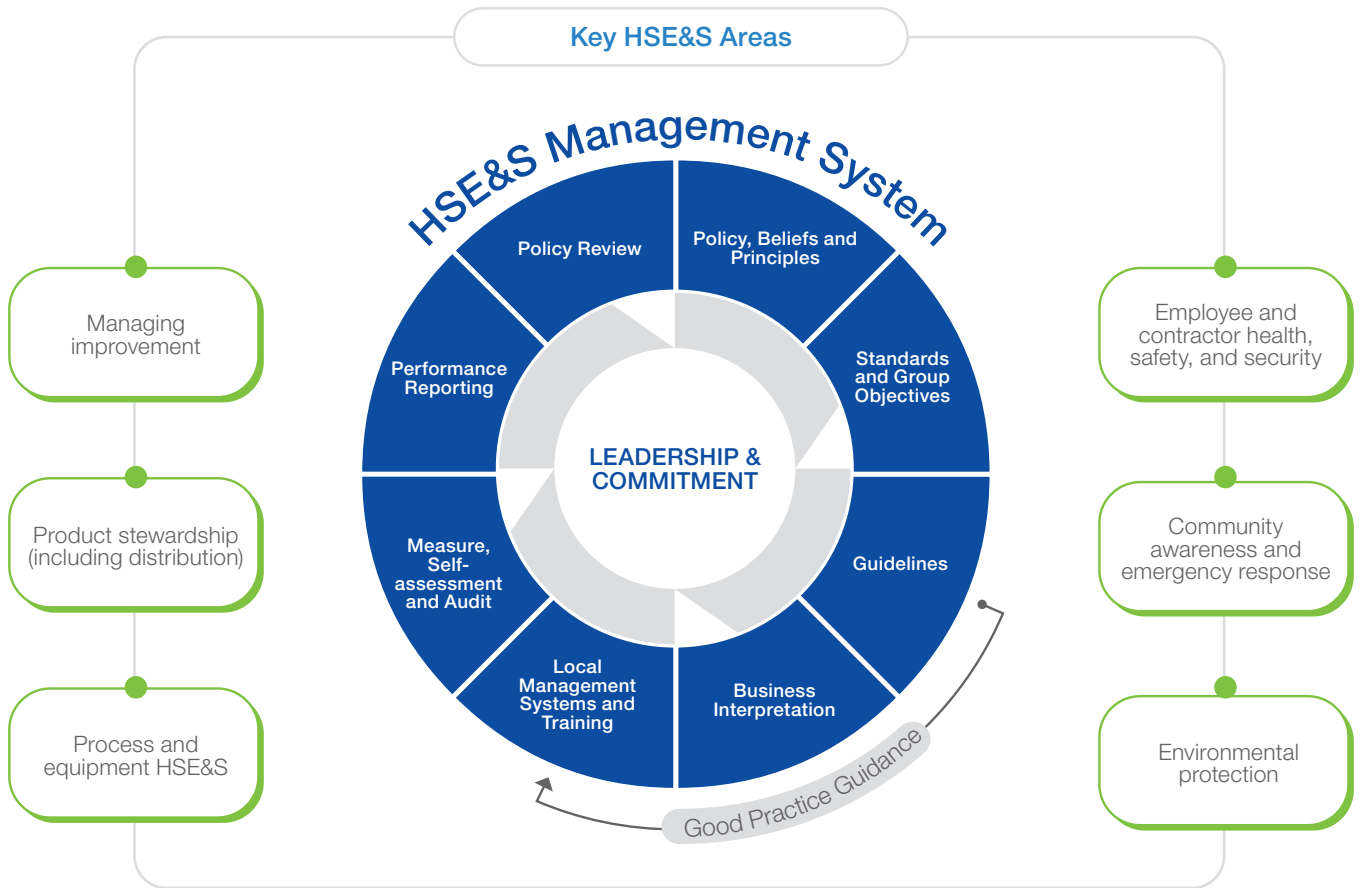 Key HSE&S Areas
HSE&S Management System
Policy, Beliefs and
Principles
Standards
and Group
Objectives
Guidelines
Business
Interpretation
Local
Management
Systems and
Training
Measure,
Self-
assessment
and Audit
Performance
Reporting
Policy Review
LEADERSHIP &
COMMITMENT
Good Practice Guidance
Managing
improvement
Product stewardship
(including distribution)
Process and
equipment HSE&S
Employee and
contractor health,
safety, and security
Community
awareness and
emergency response
Environmental
protection